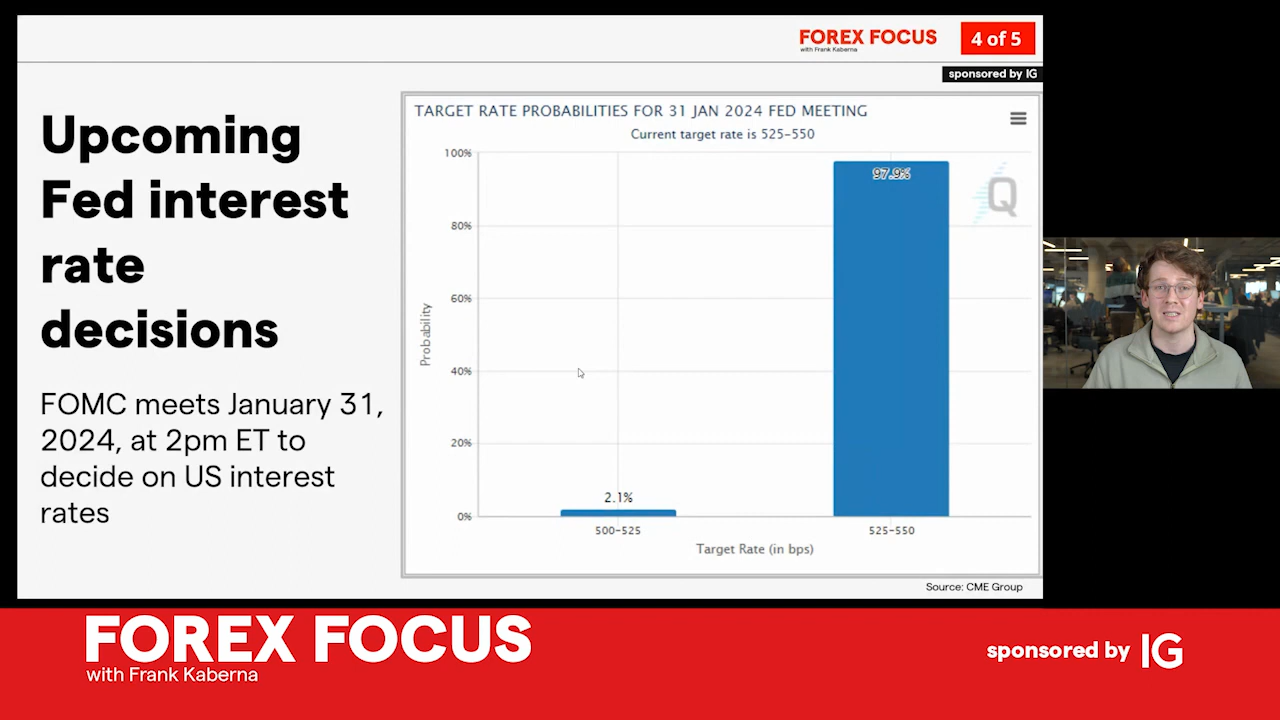 FOREX FOCUS
with Frank Kaberna
4 of 5
sponsored by IG
Upcoming
Fed interest
rate
decisions
FOMC meets January 31,
2024, at 2pm ET to
decide on US interest
rates
TARGET RATE PROBABILITIES FOR 31 JAN 2024 FED MEETING
Current target rate is 525–550
Probability
100%
80%
60%
40%
20%
0%
2.1%
97.9%
Q
500–525
525–550
Target Rate (in bps)
Source: CME Group
FOREX FOCUS
with Frank Kaberna
sponsored by IG